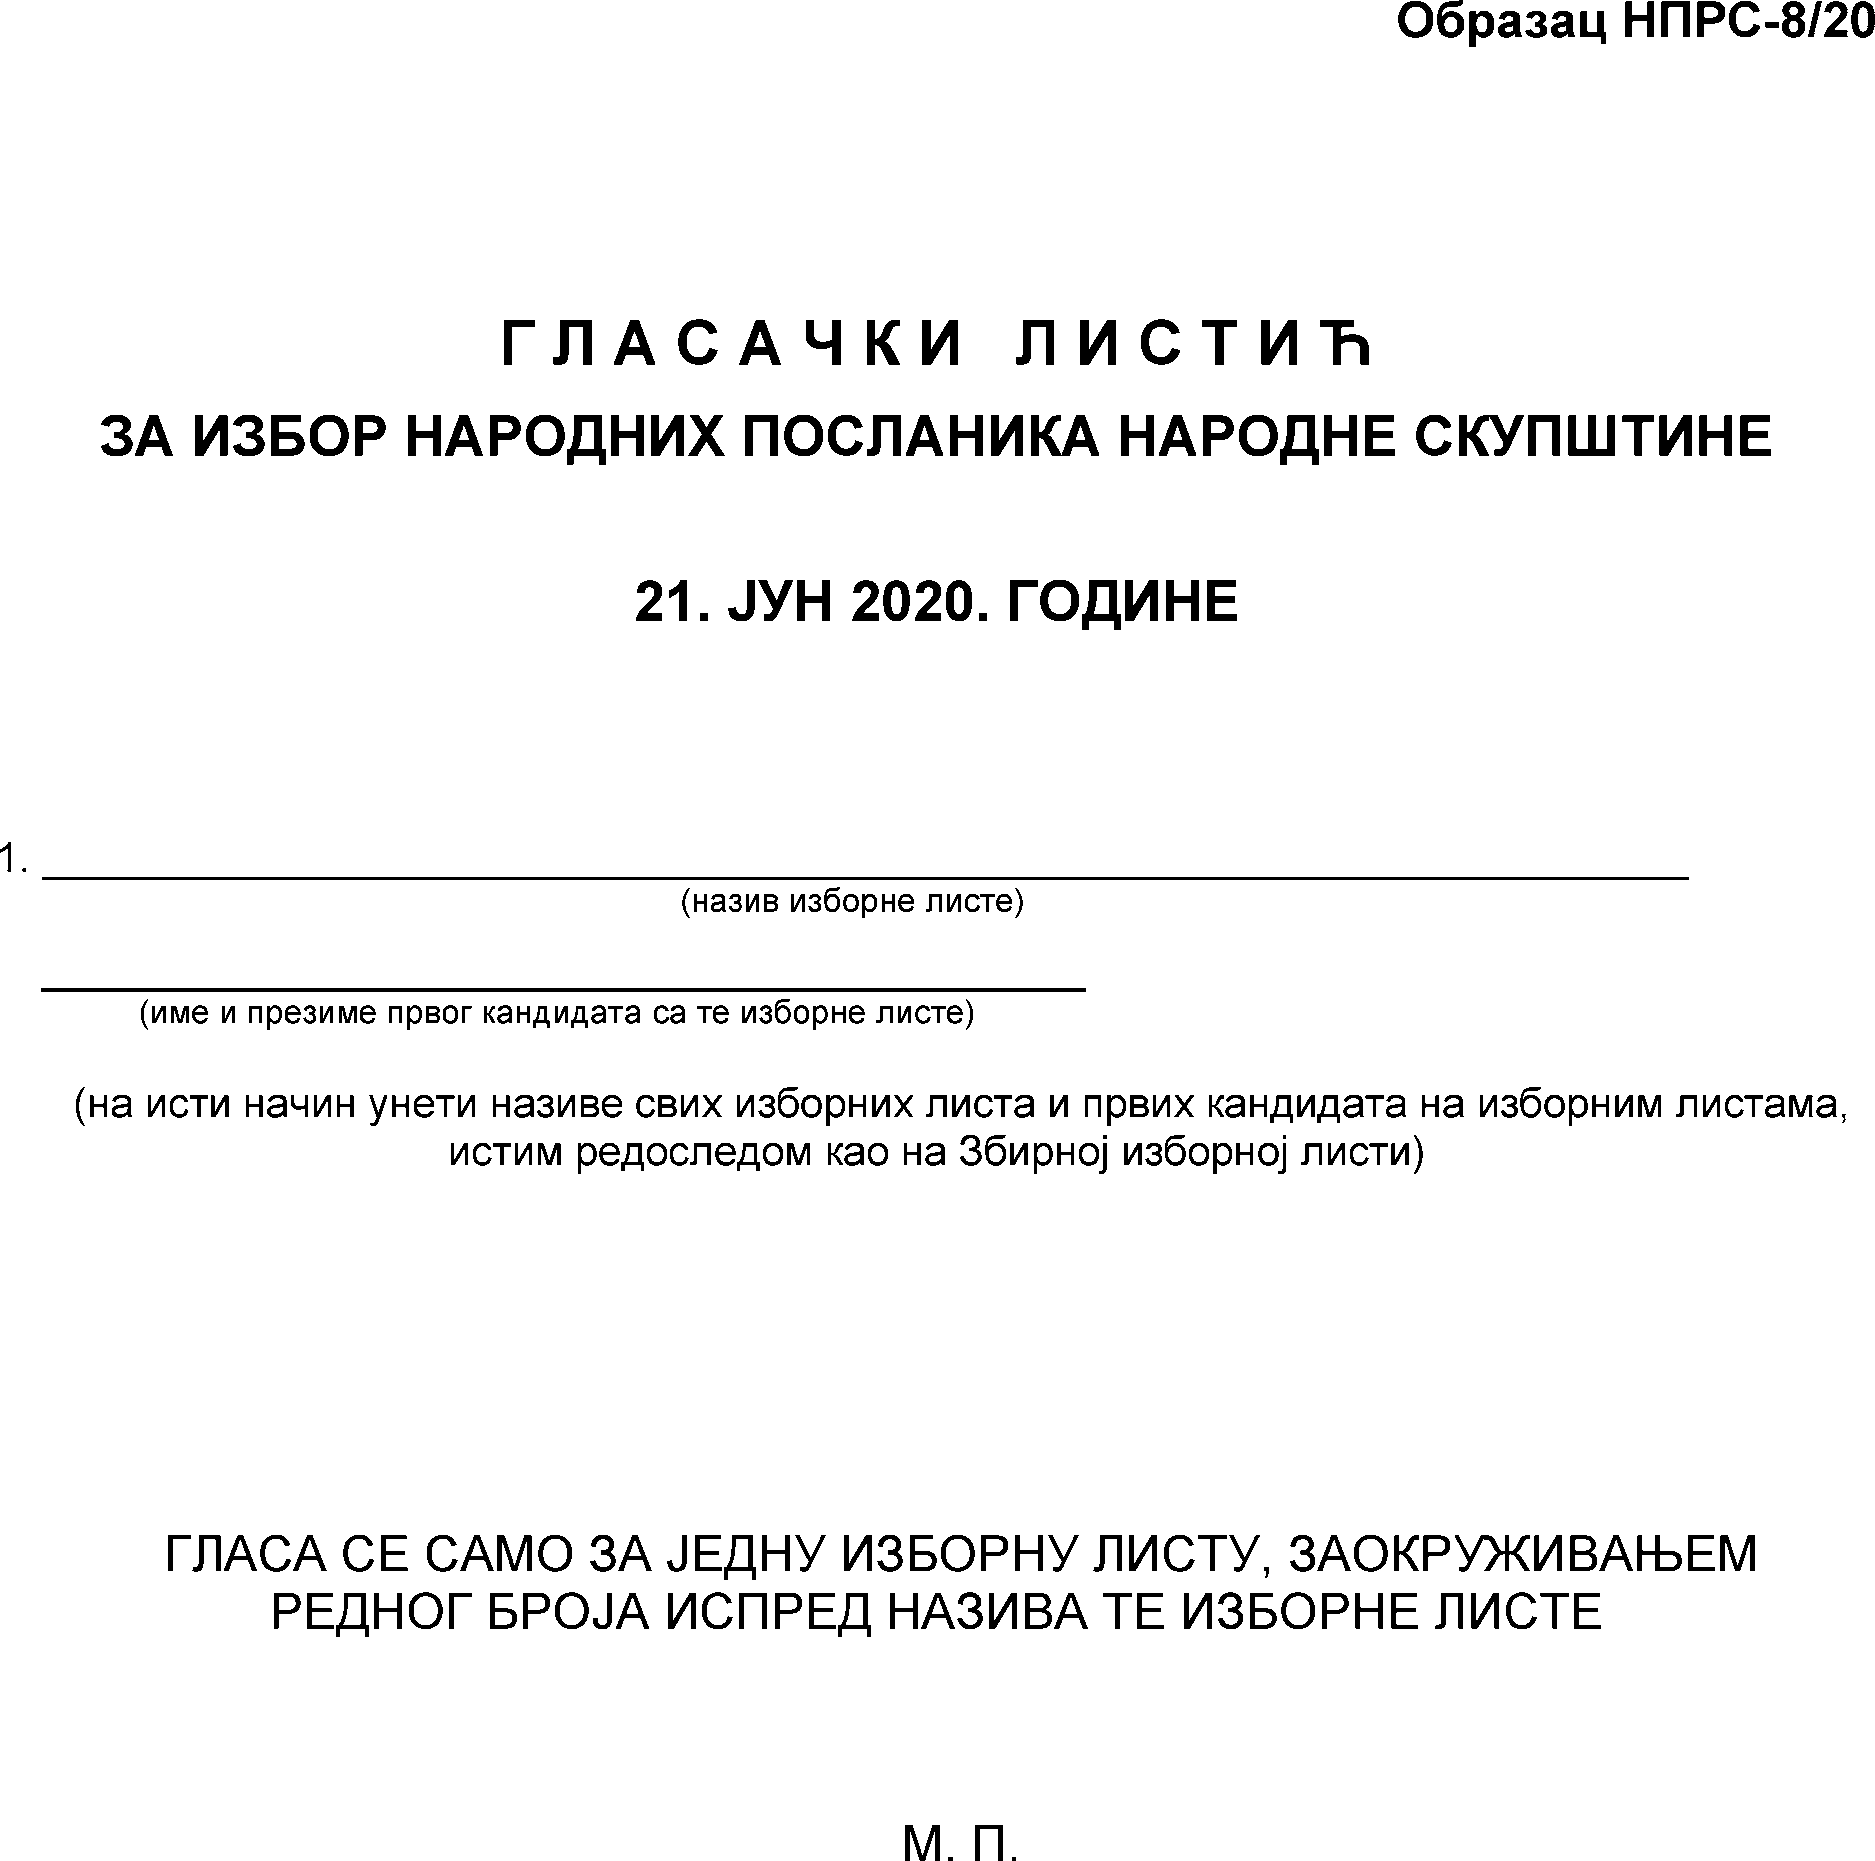 Образац НПРС-8/20
Г Л А С А Ч К И Л И С Т И Ћ
ЗА ИЗБОР НАРОДНИХ ПОСЛАНИКА НАРОДНЕ СКУПШТИНЕ
21. ЈУН 2020. ГОДИНЕ
1.
(назив изборне листе)
(име и презиме првог кандидата са те изборне листе)
(на исти начин унети називе свих изборних листа и првих кандидата на изборним листама,
истим редоследом као на Збирној изборној листи)
ГЛАСА СЕ САМО ЗА ЈЕДНУ ИЗБОРНУ ЛИСТУ, ЗАОКРУЖИВАЊЕМ
РЕДНОГ БРОЈА ИСПРЕД НАЗИВА ТЕ ИЗБОРНЕ ЛИСТЕ
М. П.